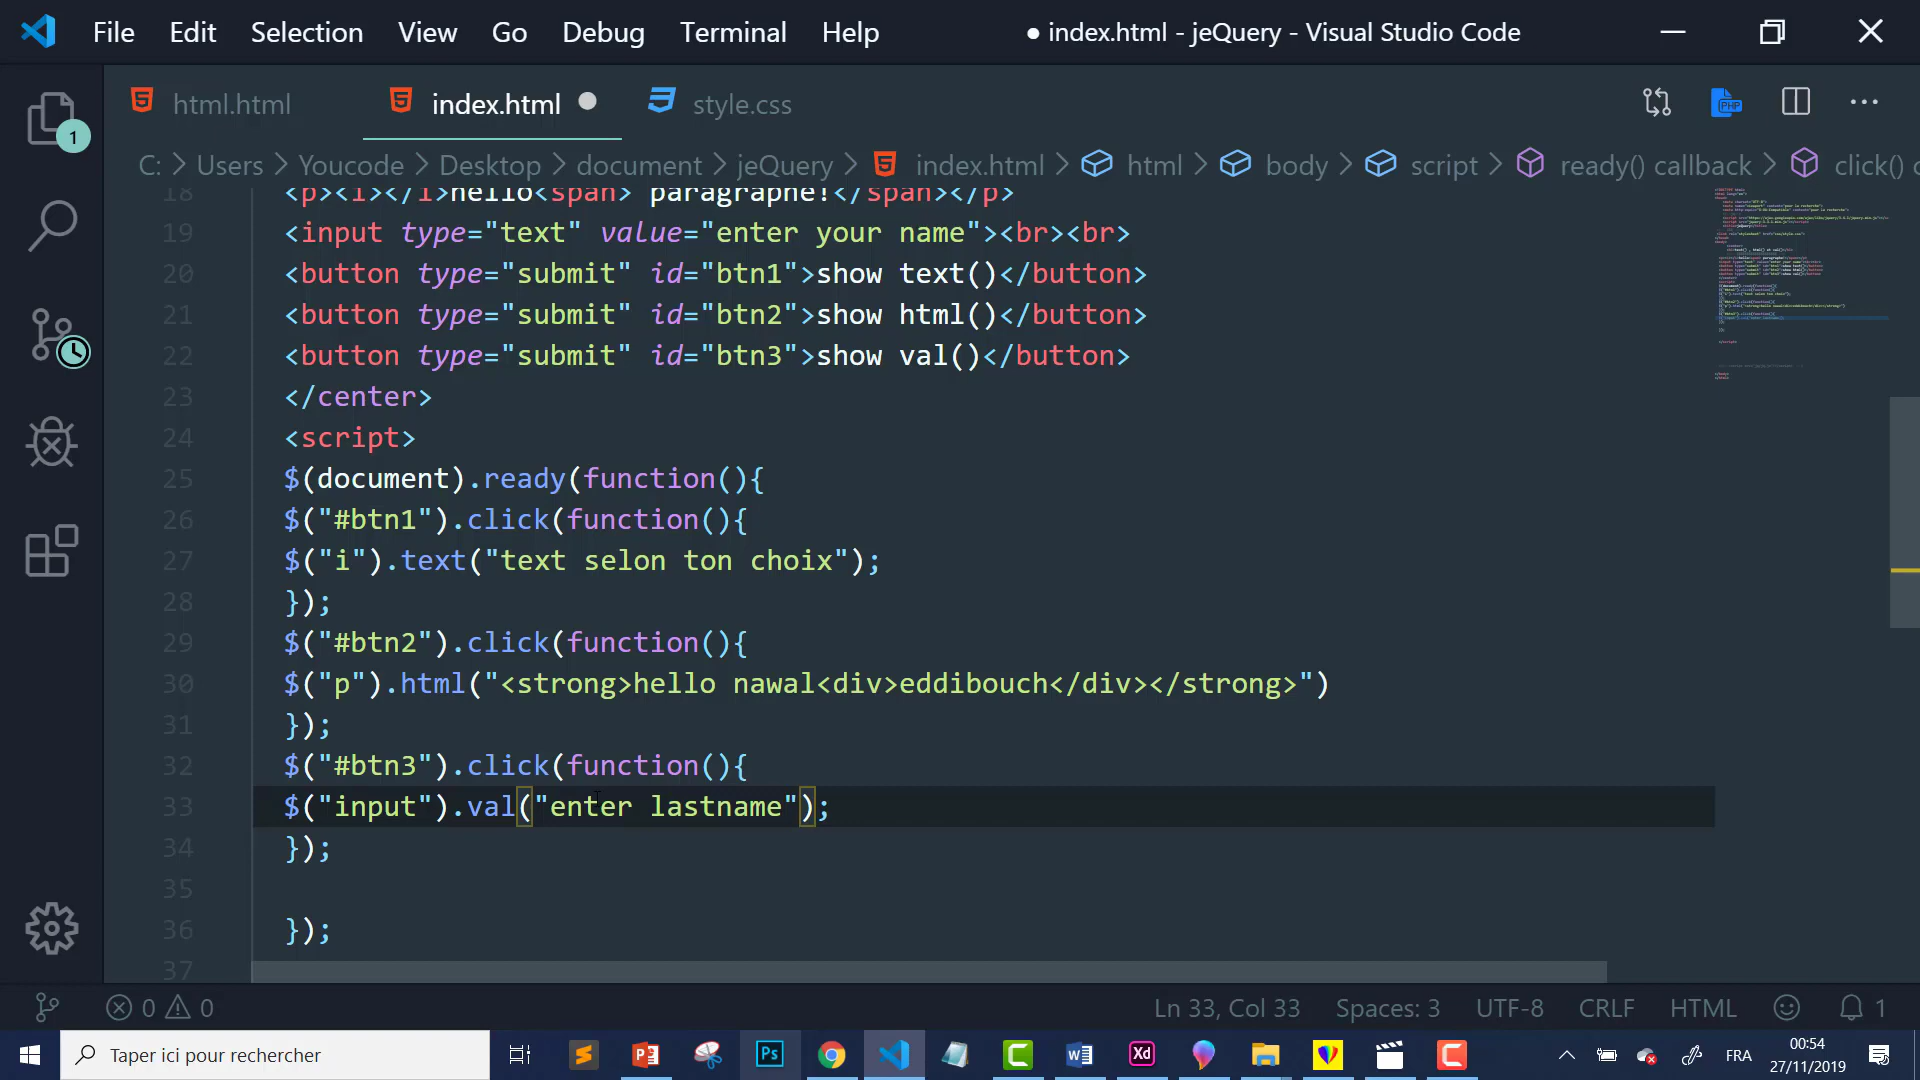 File Edit Selection View Go Debug Terminal Help ● index.html - jeQuery - Visual Studio Code
html.html index.html style.css
C: > Users > Youcode > Desktop > document > jeQuery > index.html > html > body > script > ready() callback > click() c
18 <p><i></i>hello<span> paragraphe!</span></p>
19 <input type="text" value="enter your name"><br><br>
20 <button type="submit" id="btn1">show text()</button>
21 <button type="submit" id="btn2">show html()</button>
22 <button type="submit" id="btn3">show val()</button>
23 </center>
24 <script>
25 $(document).ready(function(){
26 $("#btn1").click(function(){
27 $("i").text("text selon ton choix");
28 });
29 $("#btn2").click(function(){
30 $("p").html("<strong>hello nawal<div>eddibouch</div></strong>")
31 });
32 $("#btn3").click(function(){
33 $("input").val("enter lastname");
34 });
35
36 });
37
0 0 Ln 33, Col 33 Spaces: 3 UTF-8 CRLF HTML 1
Taper ici pour rechercher FRA 00:54
27/11/2019